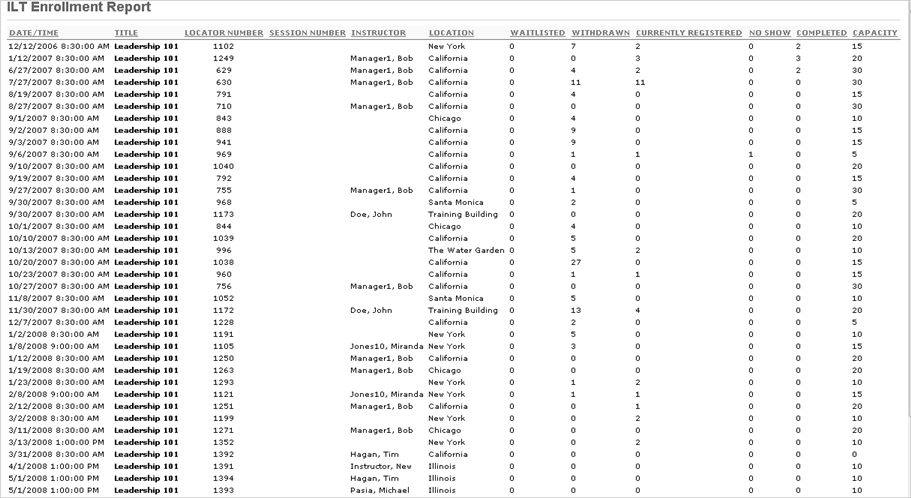 ILT Enrollment Report
DATE/TIME TITLE LOCATOR NUMBER SESSION NUMBER INSTRUCTOR LOCATION WAITLISTED WITHDRAWN CURRENTLY REGISTERED NO SHOW COMPLETED CAPACITY
12/12/2006 8:30:00 AM Leadership 101 1102 New York 0 7 2 0 2 15
1/12/2007 8:30:00 AM Leadership 101 1249 Manager1, Bob California 0 0 3 0 3 20
6/27/2007 8:30:00 AM Leadership 101 629 Manager1, Bob California 0 4 2 0 2 30
7/27/2007 8:30:00 AM Leadership 101 630 Manager1, Bob California 0 11 11 0 0 30
8/19/2007 8:30:00 AM Leadership 101 791 California 0 4 0 0 0 15
8/27/2007 8:30:00 AM Leadership 101 710 Manager1, Bob California 0 0 0 0 0 30
9/1/2007 8:30:00 AM Leadership 101 843 Chicago 0 4 0 0 0 10
9/2/2007 8:30:00 AM Leadership 101 888 California 0 9 0 0 0 15
9/3/2007 8:30:00 AM Leadership 101 941 California 0 9 0 0 0 15
9/6/2007 8:30:00 AM Leadership 101 969 California 0 1 1 1 0 5
9/10/2007 8:30:00 AM Leadership 101 1040 California 0 0 0 0 0 20
9/19/2007 8:30:00 AM Leadership 101 792 California 0 4 0 0 0 15
9/27/2007 8:30:00 AM Leadership 101 755 Manager1, Bob California 0 1 0 0 0 30
9/30/2007 8:30:00 AM Leadership 101 968 Santa Monica 0 2 0 0 0 5
9/30/2007 8:30:00 AM Leadership 101 1173 Doe, John Training Building 0 0 0 0 0 20
10/1/2007 8:30:00 AM Leadership 101 844 Chicago 0 4 0 0 0 10
10/10/2007 8:30:00 AM Leadership 101 1039 California 0 5 0 0 0 20
10/13/2007 8:30:00 AM Leadership 101 996 The Water Garden 0 5 2 0 0 10
10/20/2007 8:30:00 AM Leadership 101 1038 California 0 27 0 0 0 15
10/23/2007 8:30:00 AM Leadership 101 960 California 0 1 1 0 0 15
10/27/2007 8:30:00 AM Leadership 101 756 Manager1, Bob California 0 0 0 0 0 30
11/8/2007 8:30:00 AM Leadership 101 1052 Santa Monica 0 5 0 0 0 10
11/30/2007 8:30:00 AM Leadership 101 1172 Doe, John Training Building 0 13 4 0 0 20
12/7/2007 8:30:00 AM Leadership 101 1228 California 0 2 0 0 0 5
1/2/2008 8:30:00 AM Leadership 101 1191 New York 0 5 0 0 0 10
1/8/2008 9:00:00 AM Leadership 101 1105 Jones10, Miranda New York 0 3 0 0 0 15
1/12/2008 8:30:00 AM Leadership 101 1250 Manager1, Bob California 0 0 0 0 0 20
1/19/2008 8:30:00 AM Leadership 101 1263 Manager1, Bob Chicago 0 0 0 0 0 20
1/23/2008 8:30:00 AM Leadership 101 1293 New York 0 1 2 0 0 10
2/8/2008 9:00:00 AM Leadership 101 1121 Jones10, Miranda New York 0 1 1 0 0 15
2/12/2008 8:30:00 AM Leadership 101 1251 Manager1, Bob California 0 0 1 0 0 20
3/2/2008 8:30:00 AM Leadership 101 1199 New York 0 0 2 0 0 10
3/11/2008 8:30:00 AM Leadership 101 1271 Manager1, Bob Chicago 0 0 0 0 0 20
3/13/2008 1:00:00 PM Leadership 101 1352 New York 0 0 2 0 0 10
3/31/2008 8:30:00 AM Leadership 101 1392 Hagan, Tim California 0 0 0 0 0 0
4/1/2008 1:00:00 PM Leadership 101 1391 Instructor, New Illinois 0 0 0 0 0 10
5/1/2008 1:00:00 PM Leadership 101 1394 Hagan, Tim Illinois 0 0 0 0 0 10
5/1/2008 1:00:00 PM Leadership 101 1393 Pasia, Michael Illinois 0 0 0 0 0 10